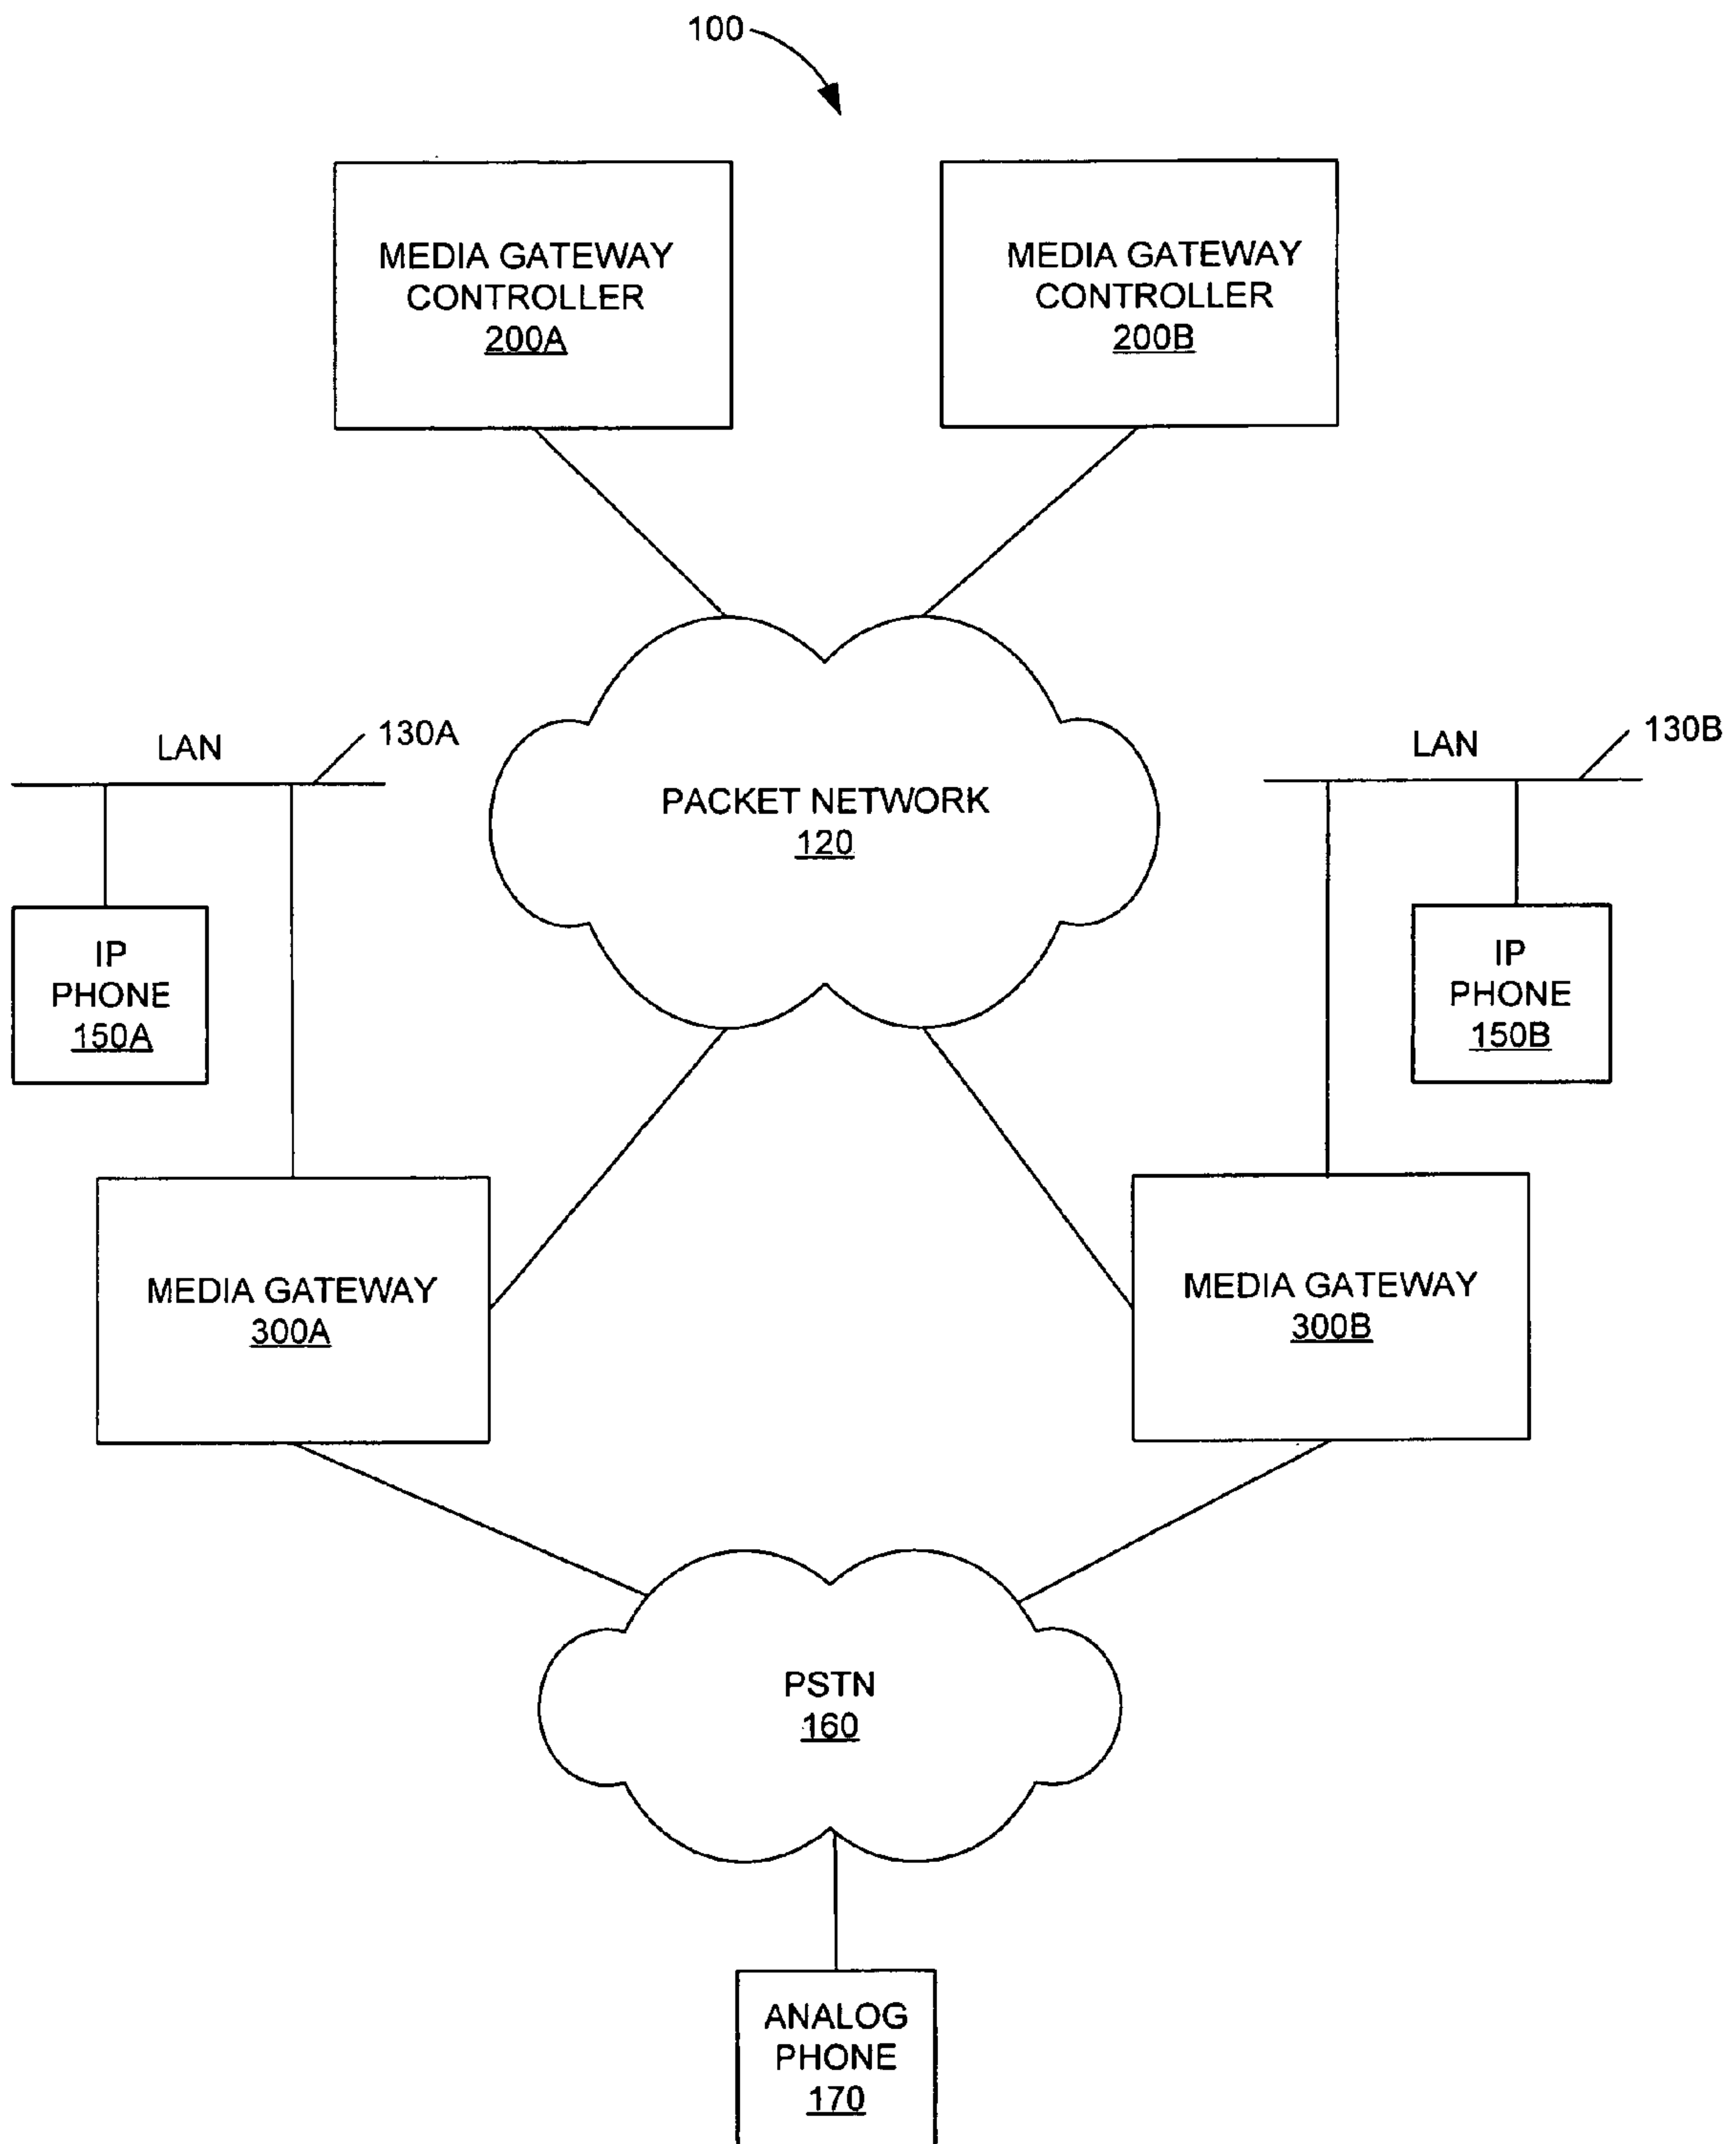 100
MEDIA GATEWAY
CONTROLLER
200A
MEDIA GATEWAY
CONTROLLER
200B
LAN
130A
PACKET NETWORK
120
LAN
130B
IP
PHONE
150A
IP
PHONE
150B
MEDIA GATEWAY
300A
MEDIA GATEWAY
300B
PSTN
160
ANALOG
PHONE
170